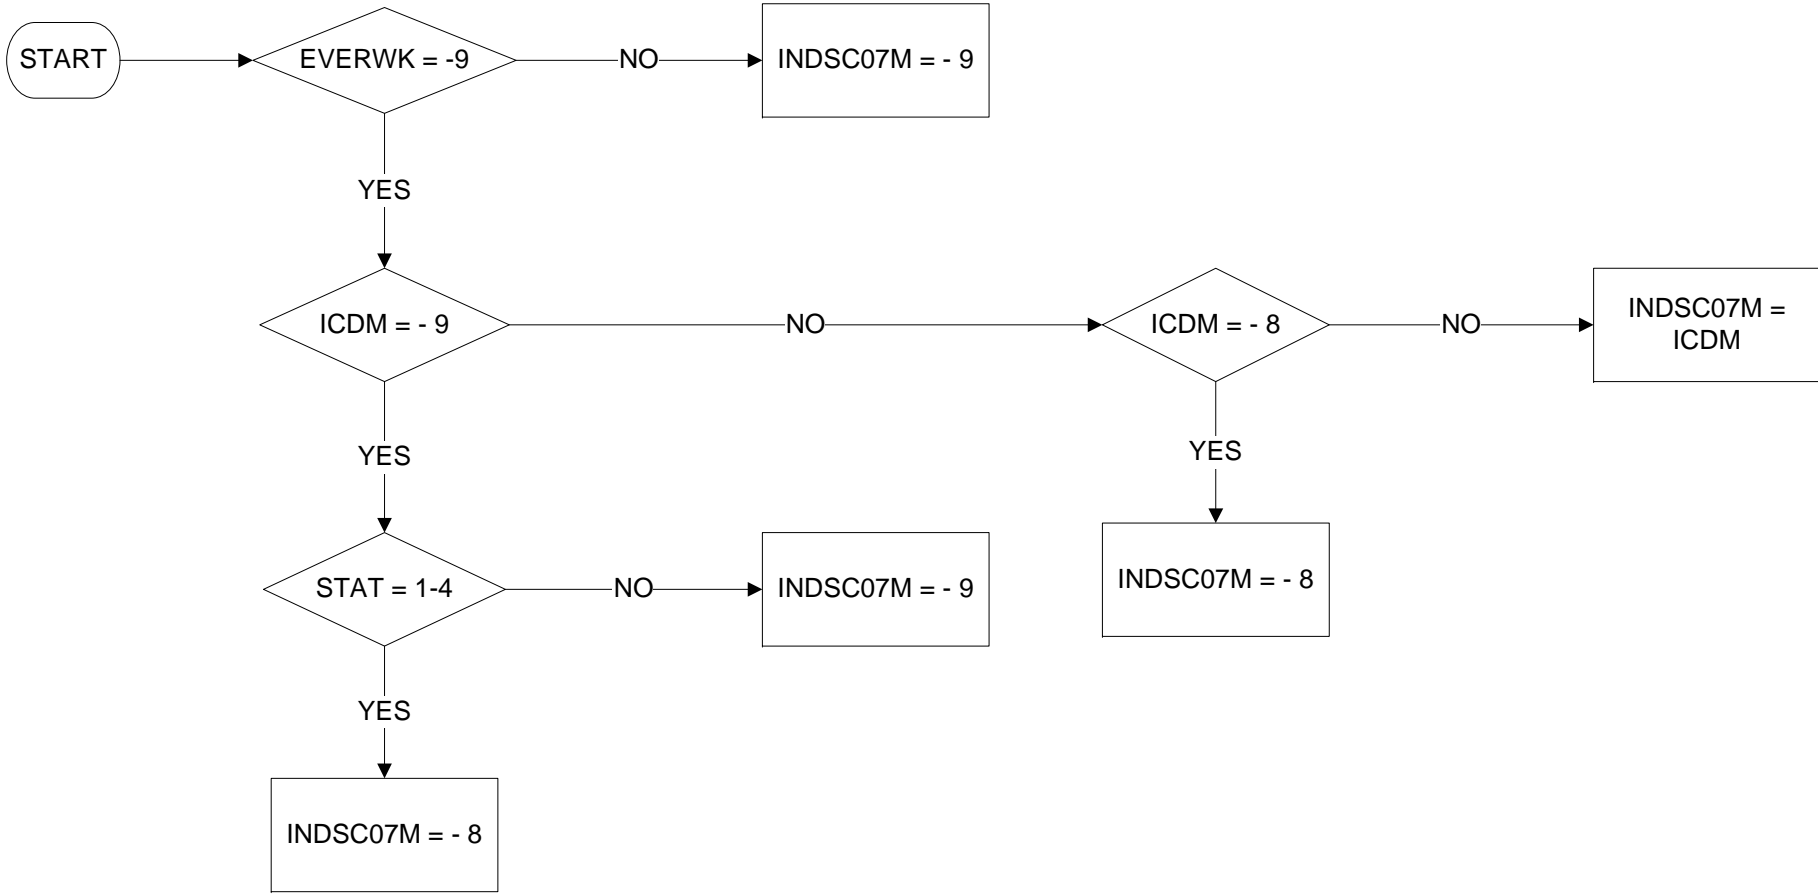 START
EVERWK = -9
NO
INDSC07M = - 9
YES
ICDM = - 9
NO
ICDM = - 8
NO
INDSC07M =
ICDM
YES
YES
STAT = 1-4
NO
INDSC07M = - 9
INDSC07M = - 8
YES
INDSC07M = - 8